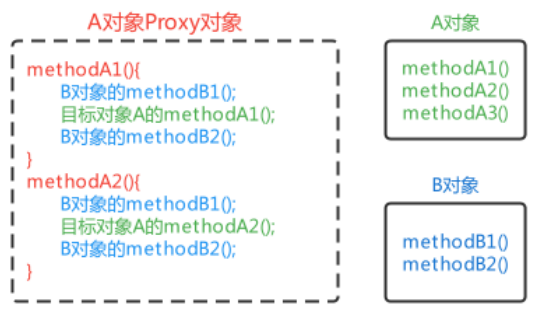 A对象Proxy对象
methodA1(){
B对象的methodB1();
目标对象A的methodA1();
B对象的methodB2();
}
methodA2(){
B对象的methodB1();
目标对象A的methodA2();
B对象的methodB2();
}
A对象
methodA1()
methodA2()
methodA3()
B对象
methodB1()
methodB2()